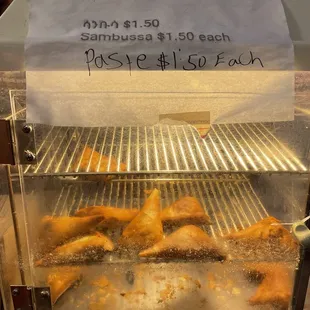 ሳንቡሳ $1.50
Sambussa $1.50 each
Paste $1.50 Each